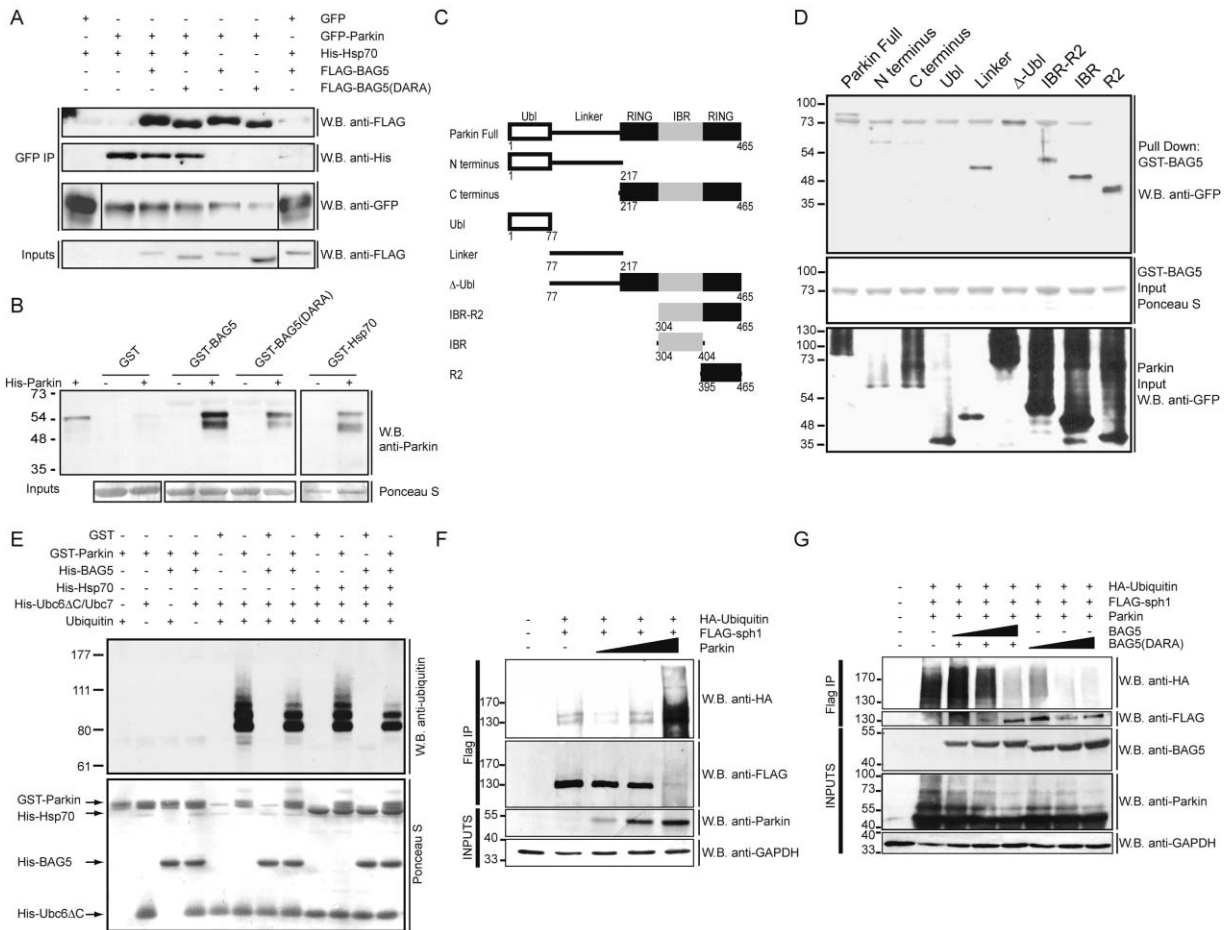 A
+ - - - - - + GFP
- + + + + + - GFP-Parkin
+ + + + - - + His-Hsp70
- - + - + - + FLAG-BAG5
- - - + - + - FLAG-BAG5(DARA)
GFP IP
W.B. anti-FLAG
W.B. anti-His
W.B. anti-GFP
Inputs
W.B. anti-FLAG
B
GST
GST-BAG5
GST-BAG5(DARA)
GST-Hsp70
His-Parkin + - + - + - + - +
73
54
48
35
W.B.
anti-Parkin
Inputs
Ponceau S
C
Ubl Linker RING IBR RING
Parkin Full
1 465
N terminus
1 217
C terminus
217 465
Ubl
1 77
Linker
77 217
Δ-Ubl
77 465
IBR-R2
304 465
IBR
304 404
R2
395 465
D
Parkin Full
N terminus
C terminus
Ubl
Linker
Δ-Ubl
IBR-R2
IBR
R2
100
73
48
35
Pull Down:
GST-BAG5
W.B. anti-GFP
100
73
GST-BAG5
Input
Ponceau S
130
100
73
48
35
Parkin
Input
W.B. anti-GFP
E
GST - - - - + - + - + - + -
GST-Parkin + + + + - + - + - + - +
His-BAG5 - - + + - - + + - - + +
His-Hsp70 - - - - - - - - + + + +
His-Ubc6ΔC/Ubc7 - + - + + + + + + + + +
Ubiquitin + - + - + + + + + + + +
177
111
80
61
W.B. anti-ubiquitin
GST-Parkin
His-Hsp70
His-BAG5
His-Ubc6ΔC
Ponceau S
F
- + + + + HA-Ubiquitin
- + + + + FLAG-sph1
- - Parkin
Flag IP
170
130
W.B. anti-HA
170
130
W.B. anti-FLAG
INPUTS
55
40
W.B. anti-Parkin
40
33
W.B. anti-GAPDH
G
- + + + + + + + HA-Ubiquitin
- + + + + + + + FLAG-sph1
- + + + + + + + Parkin
- - - - - BAG5
- - + + + BAG5(DARA)
Flag IP
170
130
W.B. anti-HA
130
W.B. anti-FLAG
INPUTS
55
40
W.B. anti-BAG5
100
73
55
50
40
W.B. anti-Parkin
40
33
W.B. anti-GAPDH